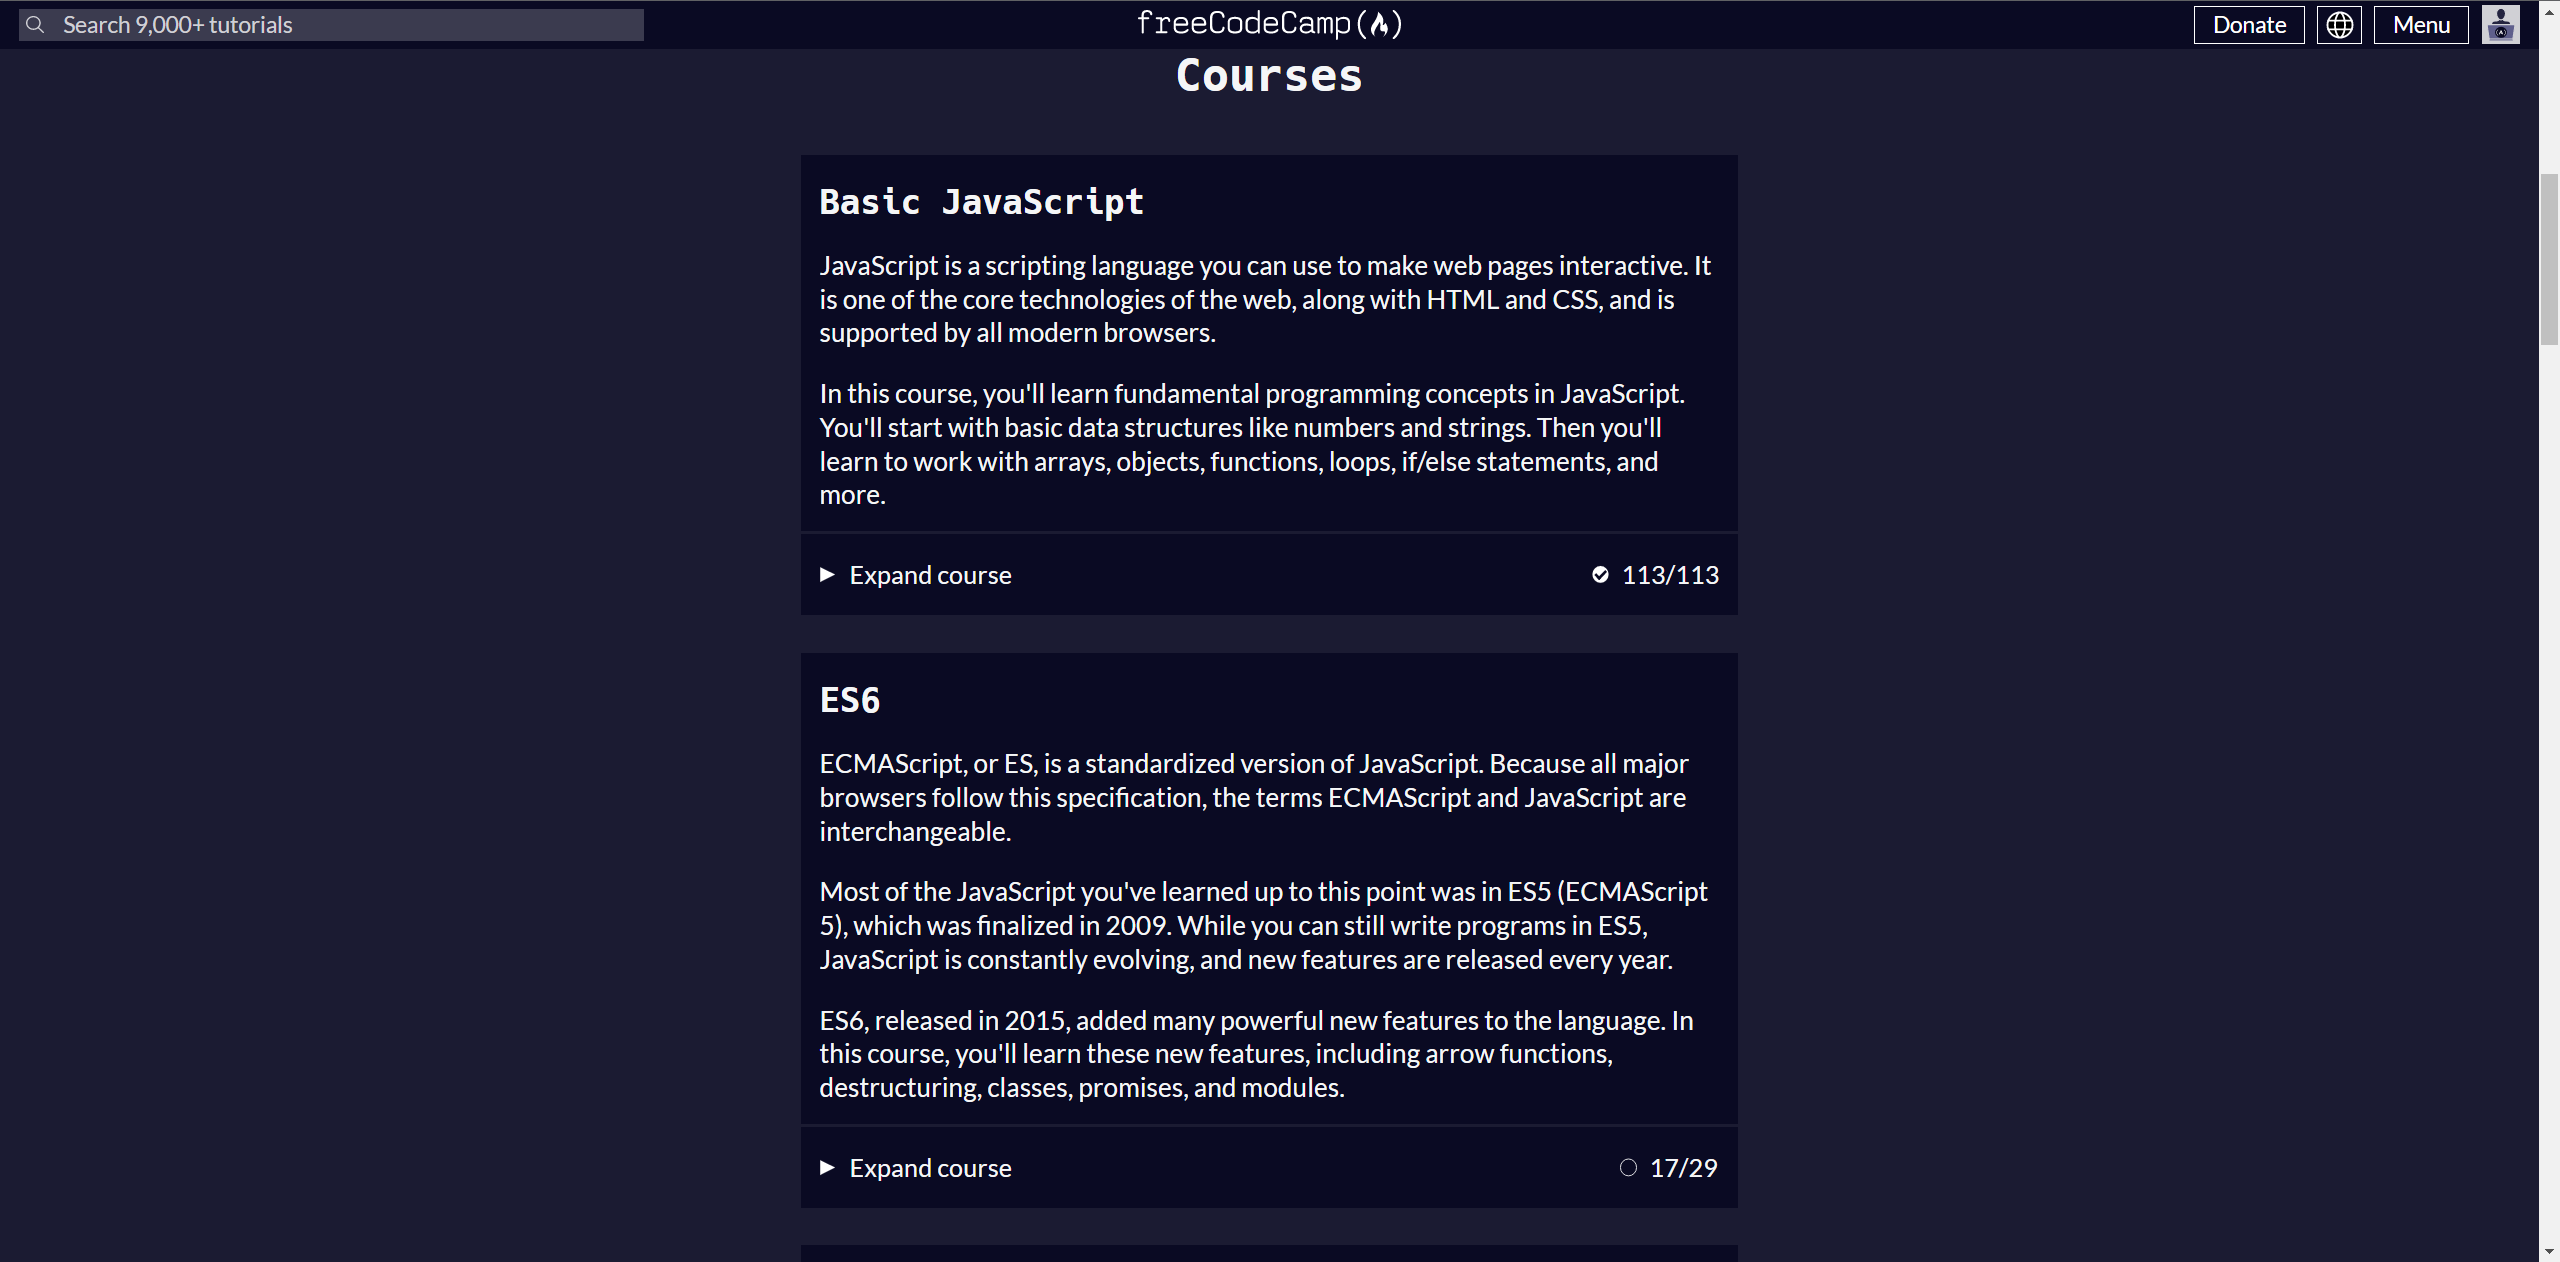 Search 9,000+ tutorials
freeCodeCamp
Donate
Menu
Courses
Basic JavaScript
JavaScript is a scripting language you can use to make web pages interactive. It
is one of the core technologies of the web, along with HTML and CSS, and is
supported by all modern browsers.
In this course, you'll learn fundamental programming concepts in JavaScript.
You'll start with basic data structures like numbers and strings. Then you'll
learn to work with arrays, objects, functions, loops, if/else statements, and
more.
Expand course
113/113
ES6
ECMAScript, or ES, is a standardized version of JavaScript. Because all major
browsers follow this specification, the terms ECMAScript and JavaScript are
interchangeable.
Most of the JavaScript you've learned up to this point was in ES5 (ECMAScript
5), which was finalized in 2009. While you can still write programs in ES5,
JavaScript is constantly evolving, and new features are released every year.
ES6, released in 2015, added many powerful new features to the language. In
this course, you'll learn these new features, including arrow functions,
destructuring, classes, promises, and modules.
Expand course
17/29